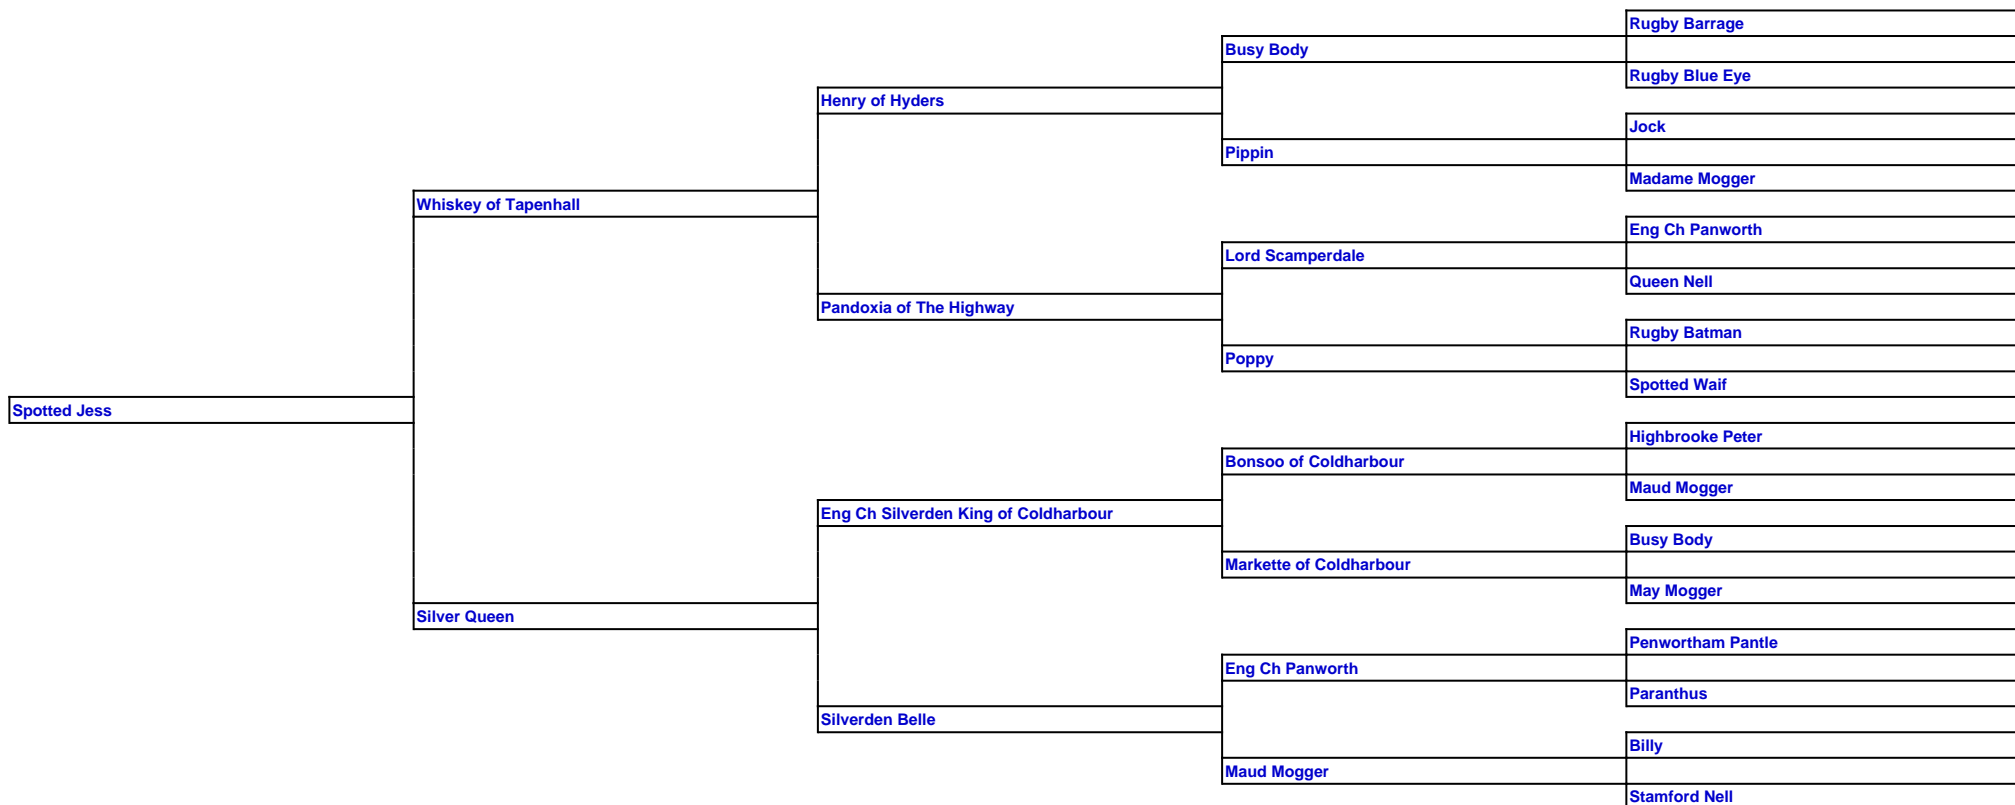 Rugby Barrage
Busy Body
Rugby Blue Eye
Henry of Hyders
Jock
Pippin
Madame Mogger
Whiskey of Tapenhall
Eng Ch Panworth
Lord Scamperdale
Queen Nell
Pandoxia of The Highway
Rugby Batman
Poppy
Spotted Waif
Spotted Jess
Highbrooke Peter
Bonsoo of Coldharbour
Maud Mogger
Eng Ch Silverden King of Coldharbour
Busy Body
Markette of Coldharbour
May Mogger
Silver Queen
Penwortham Pantle
Eng Ch Panworth
Paranthus
Silverden Belle
Billy
Maud Mogger
Stamford Nell